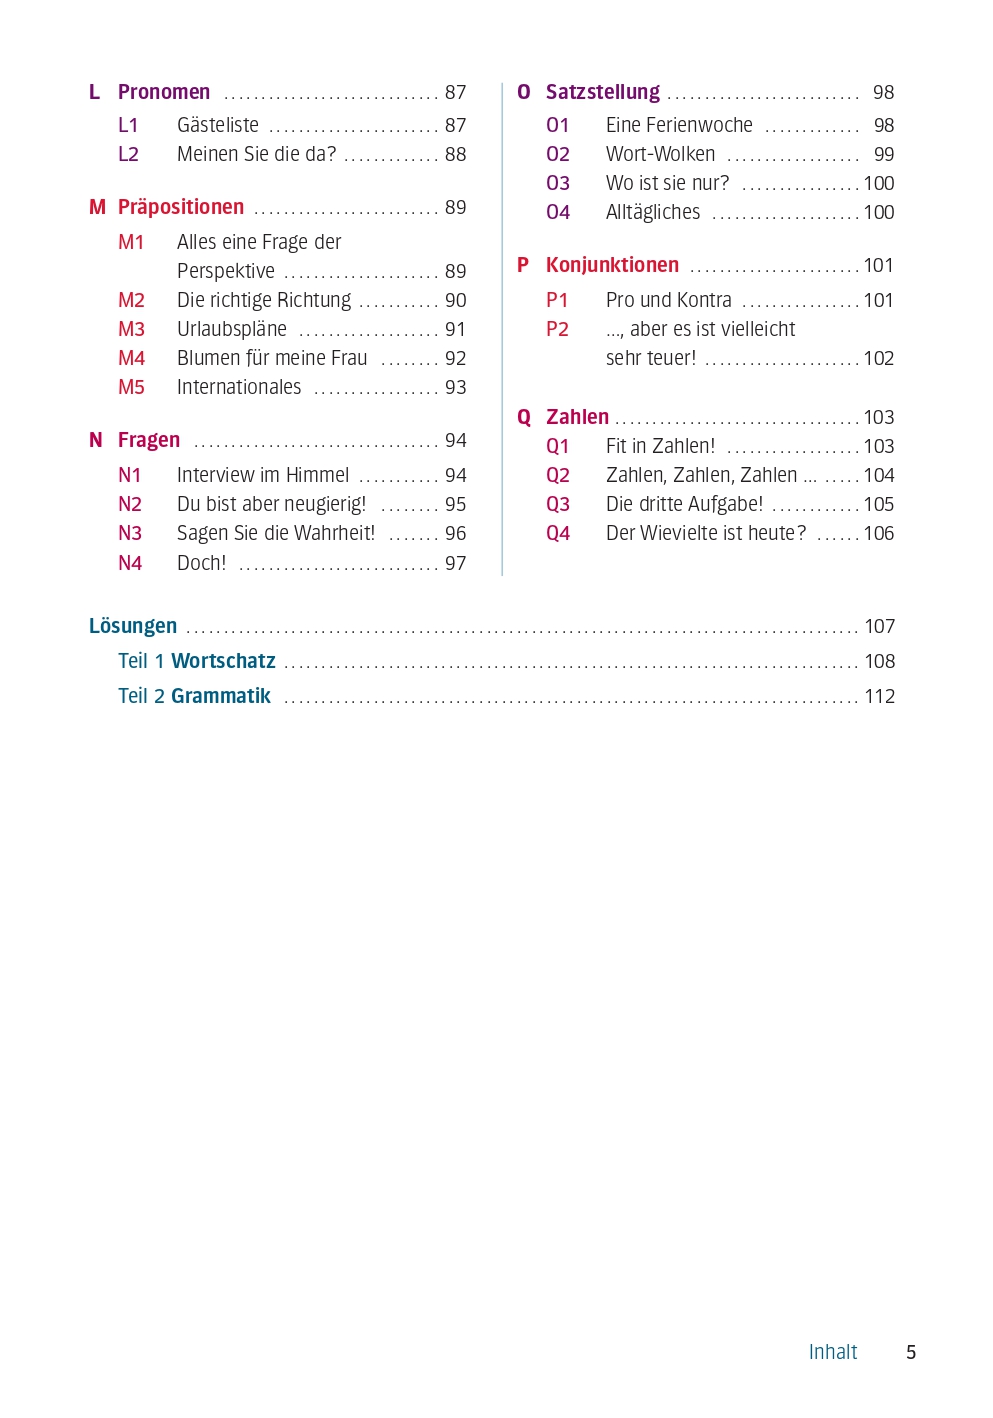 L Pronomen ............................. 87
L1 Gästeliste ....................... 87
L2 Meinen Sie die da? ............. 88
M Präpositionen ......................... 89
M1 Alles eine Frage der
Perspektive ..................... 89
M2 Die richtige Richtung ........... 90
M3 Urlaubspläne ................... 91
M4 Blumen für meine Frau ........ 92
M5 Internationales ................. 93
N Fragen ................................. 94
N1 Interview im Himmel ........... 94
N2 Du bist aber neugierig! ........ 95
N3 Sagen Sie die Wahrheit! ....... 96
N4 Doch! ........................... 97
O Satzstellung .......................... 98
O1 Eine Ferienwoche ............. 98
O2 Wort-Wolken .................. 99
O3 Wo ist sie nur? ................ 100
O4 Alltägliches .................... 100
P Konjunktionen ....................... 101
P1 Pro und Kontra ................ 101
P2 ..., aber es ist vielleicht
sehr teuer! ..................... 102
Q Zahlen ................................. 103
Q1 Fit in Zahlen! .................. 103
Q2 Zahlen, Zahlen, Zahlen ... ..... 104
Q3 Die dritte Aufgabe! ............ 105
Q4 Der Wievielte ist heute? ...... 106
Lösungen .......................................................................................... 107
Teil 1 Wortschatz ............................................................................. 108
Teil 2 Grammatik ............................................................................. 112
Inhalt 5